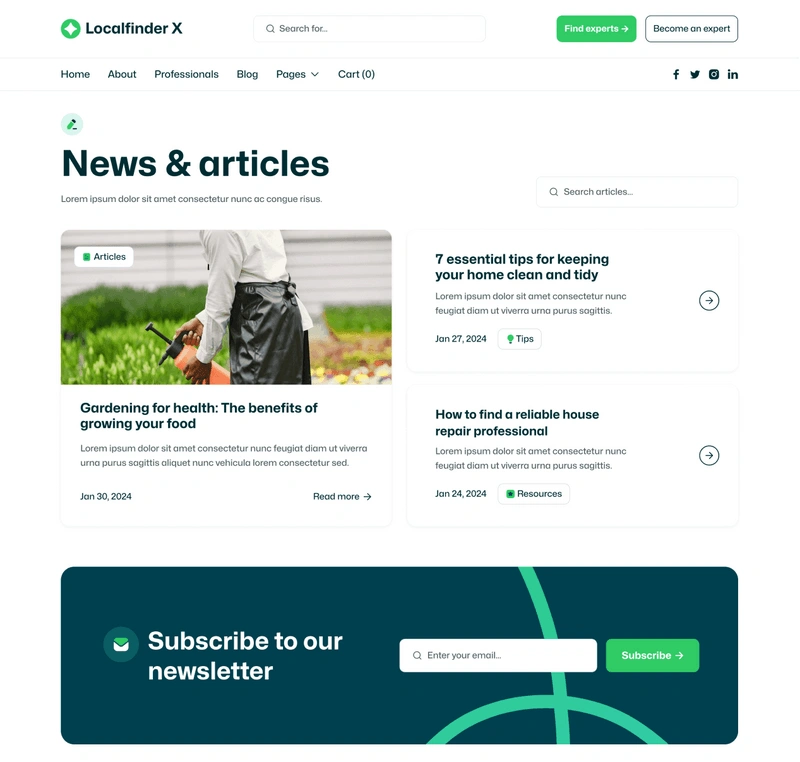 Localfinder X
Search for...
Find experts →
Become an expert
Home
About
Professionals
Blog
Pages
Cart (0)
News & articles
Lorem ipsum dolor sit amet consectetur nunc ac congue risus.
Search articles...
Articles
Gardening for health: The benefits of
growing your food
Lorem ipsum dolor sit amet consectetur nunc feugiat diam ut viverra
urna purus sagittis aliquet nunc vehicula lorem consectetur sed.
Jan 30, 2024
Read more →
7 essential tips for keeping
your home clean and tidy
Lorem ipsum dolor sit amet consectetur nunc
feugiat diam ut viverra urna purus sagittis.
Jan 27, 2024
Tips
How to find a reliable house
repair professional
Lorem ipsum dolor sit amet consectetur nunc
feugiat diam ut viverra urna purus sagittis.
Jan 24, 2024
Resources
Subscribe to our
newsletter
Enter your email...
Subscribe →